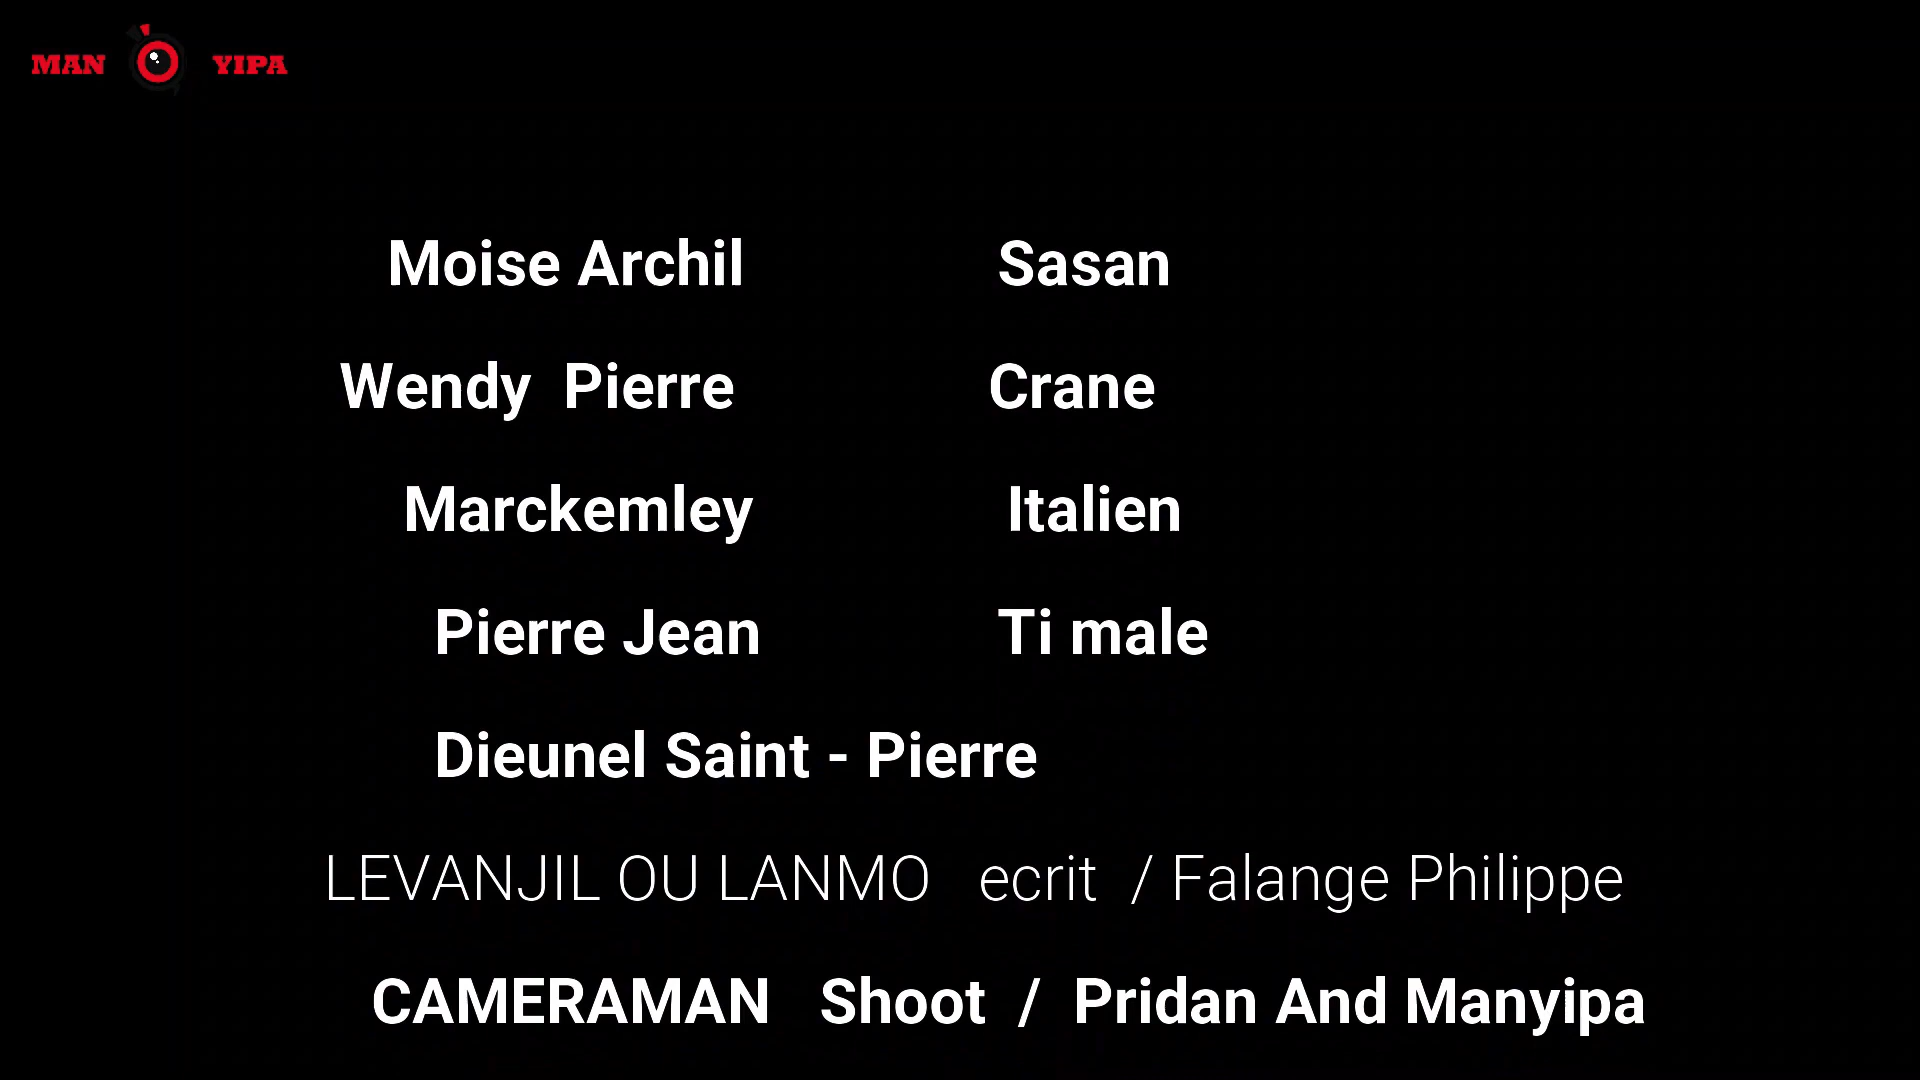 MAN YIPA
Moise Archil Sasan
Wendy Pierre Crane
Marckemley Italien
Pierre Jean Ti male
Dieunel Saint - Pierre
LEVANJIL OU LANMO ecrit / Falange Philippe
CAMERAMAN Shoot / Pridan And Manyipa